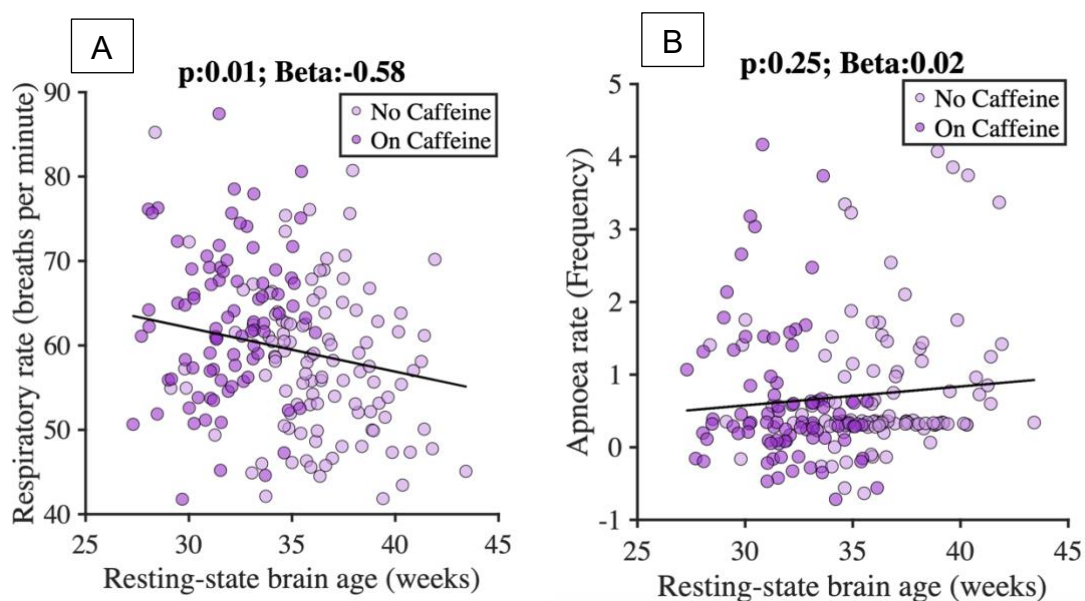 A
p:0.01; Beta:-0.58
Respiratory rate (breaths per minute)
90
80
70
60
50
40
No Caffeine
On Caffeine
25
30
35
40
45
Resting-state brain age (weeks)
B
p:0.25; Beta:0.02
Apnoea rate (Frequency)
5
4
3
2
1
0
-1
No Caffeine
On Caffeine
25
30
35
40
45
Resting-state brain age (weeks)